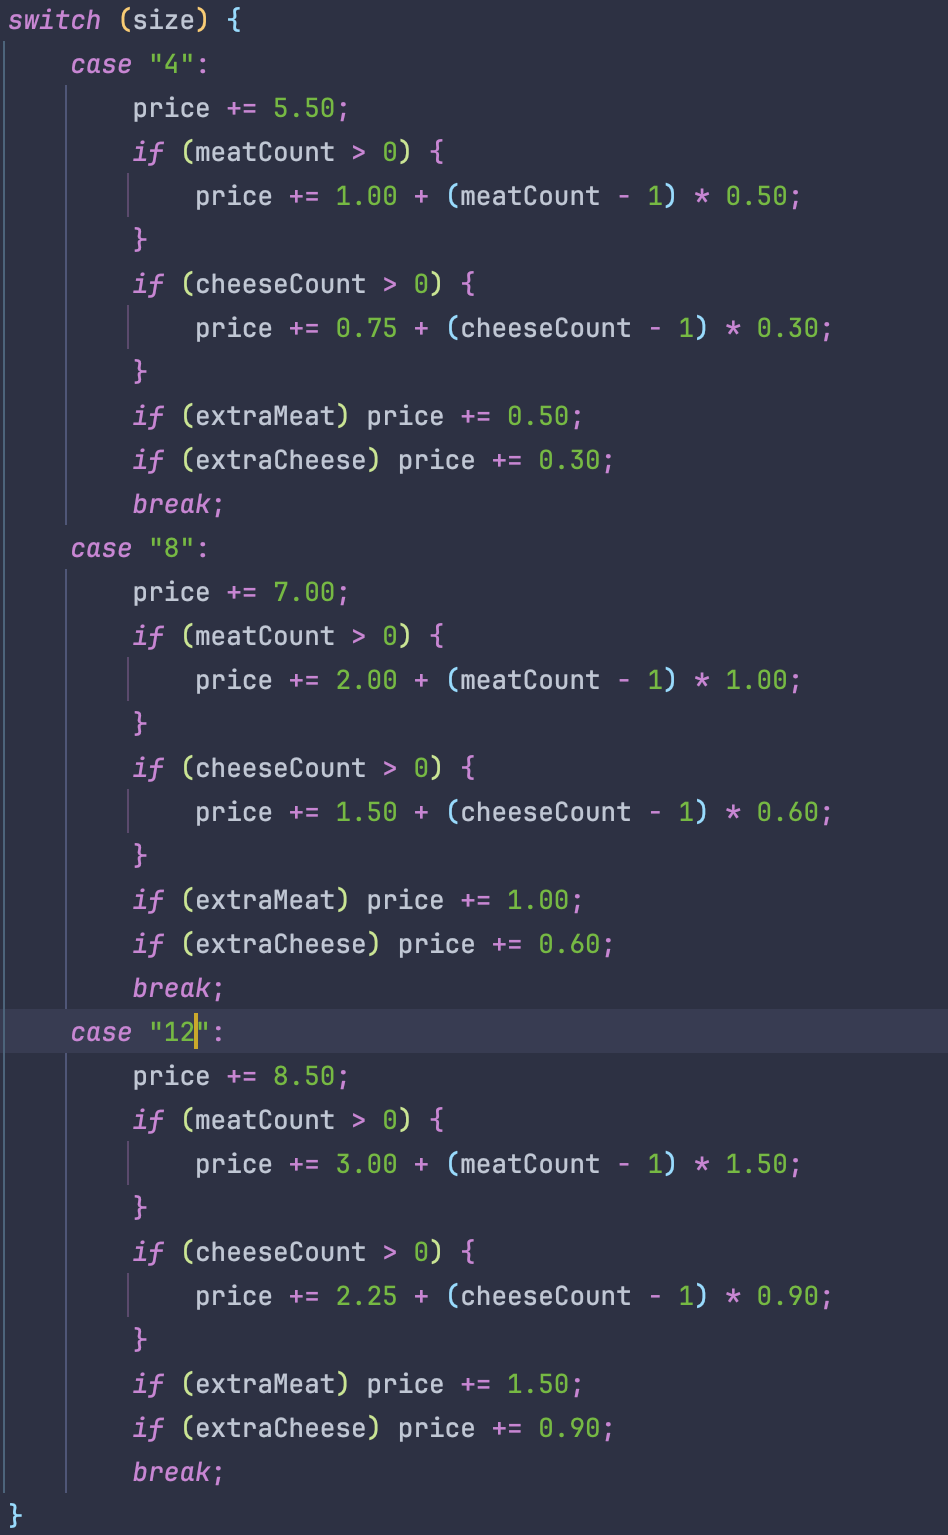 switch (size) {
    case "4":
        price += 5.50;
        if (meatCount > 0) {
            price += 1.00 + (meatCount - 1) * 0.50;
        }
        if (cheeseCount > 0) {
            price += 0.75 + (cheeseCount - 1) * 0.30;
        }
        if (extraMeat) price += 0.50;
        if (extraCheese) price += 0.30;
        break;
    case "8":
        price += 7.00;
        if (meatCount > 0) {
            price += 2.00 + (meatCount - 1) * 1.00;
        }
        if (cheeseCount > 0) {
            price += 1.50 + (cheeseCount - 1) * 0.60;
        }
        if (extraMeat) price += 1.00;
        if (extraCheese) price += 0.60;
        break;
    case "12":
        price += 8.50;
        if (meatCount > 0) {
            price += 3.00 + (meatCount - 1) * 1.50;
        }
        if (cheeseCount > 0) {
            price += 2.25 + (cheeseCount - 1) * 0.90;
        }
        if (extraMeat) price += 1.50;
        if (extraCheese) price += 0.90;
        break;
}